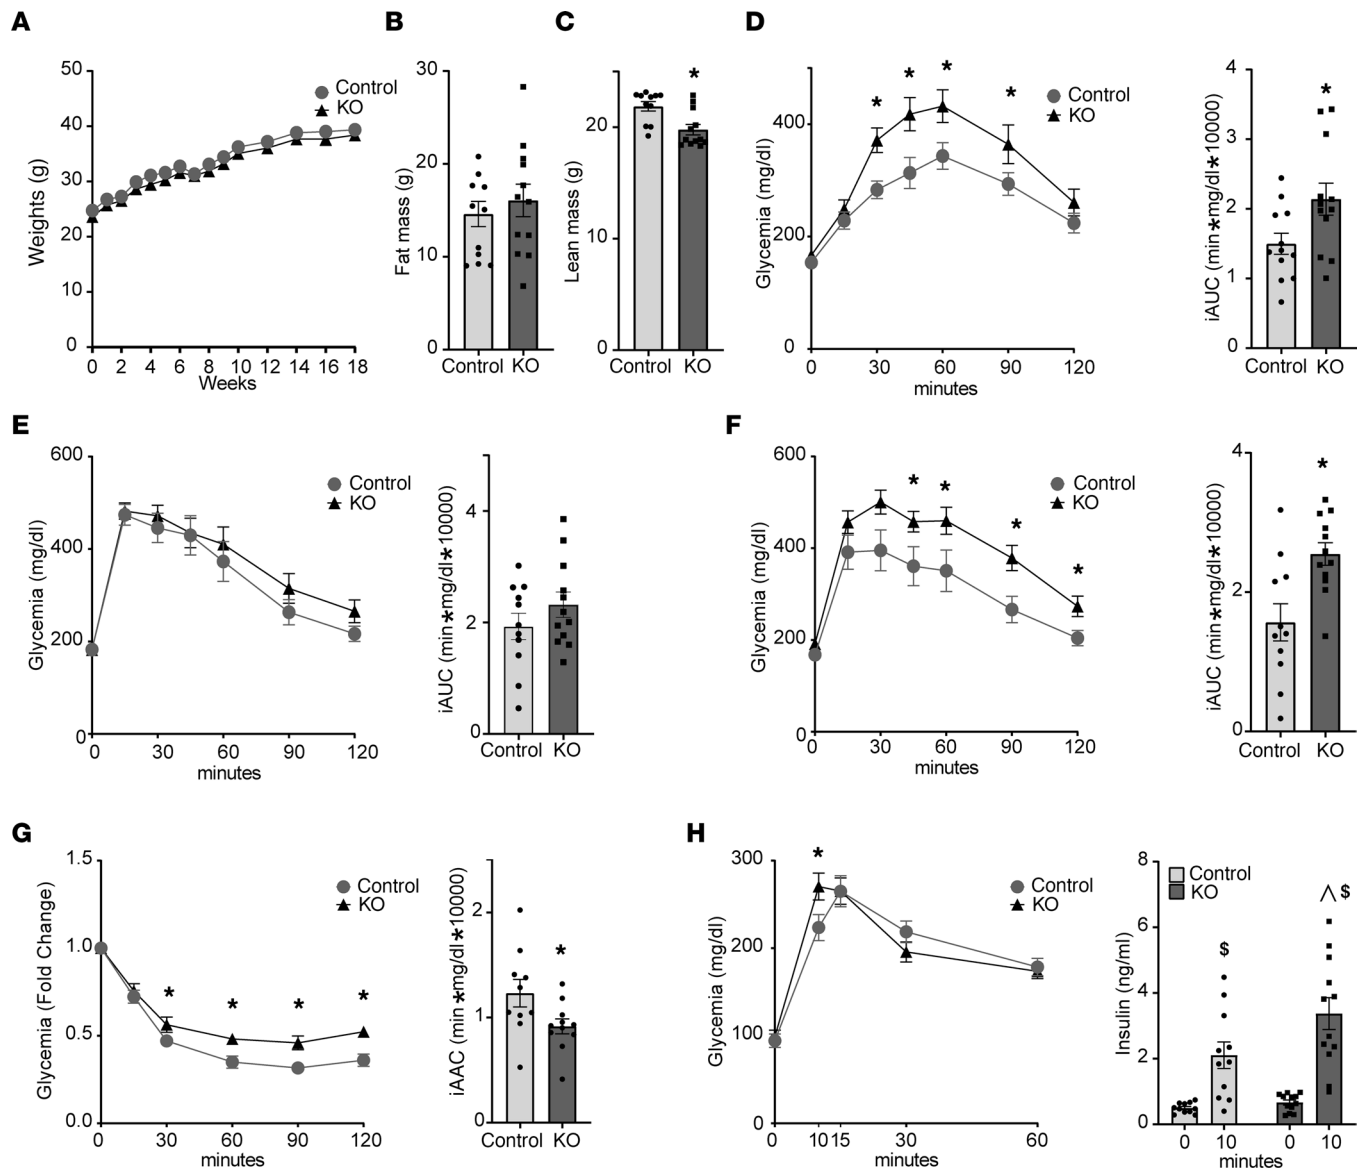 A
Weights (g)
50
40
30
20
10
0
Control
KO
0 2 4 6 8 10 12 14 16 18
Weeks
B
Fat mass (g)
30
20
10
0
Control KO
C
Lean mass (g)
20
10
0
*
Control KO
D
Glycemia (mg/dl)
400
200
0
* * * *
Control
KO
0 30 60 90 120
minutes
iAUC (min*mg/dl*10000)
4
3
2
1
0
*
Control KO
E
Glycemia (mg/dl)
600
400
200
0
Control
KO
0 30 60 90 120
minutes
iAUC (min*mg/dl*10000)
4
2
0
Control KO
F
Glycemia (mg/dl)
600
400
200
0
* * * *
Control
KO
0 30 60 90 120
minutes
iAUC (min*mg/dl*10000)
4
2
0
*
Control KO
G
Glycemia (Fold Change)
1.5
1.0
0.5
0.0
* * * *
Control
KO
0 30 60 90 120
minutes
iAAC (min*mg/dl*10000)
2
1
0
*
Control KO
H
Glycemia (mg/dl)
300
200
100
0
*
Control
KO
0 10 15 30 60
minutes
Insulin (ng/ml)
8
6
4
2
0
Control
KO
$
^ $
0 10 0 10
minutes